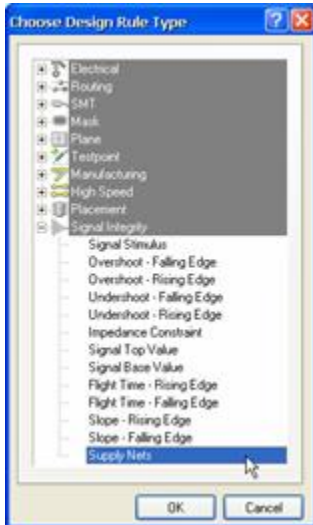 Choose Design Rule Type
Electrical
Routing
SMT
Mask
Plane
Testpoint
Manufacturing
High Speed
Placement
Signal Integrity
Signal Stimulus
Overshoot - Falling Edge
Overshoot - Rising Edge
Undershoot - Falling Edge
Undershoot - Rising Edge
Impedance Constraint
Signal Top Value
Signal Base Value
Flight Time - Rising Edge
Flight Time - Falling Edge
Slope - Rising Edge
Slope - Falling Edge
Supply Nets
OK Cancel